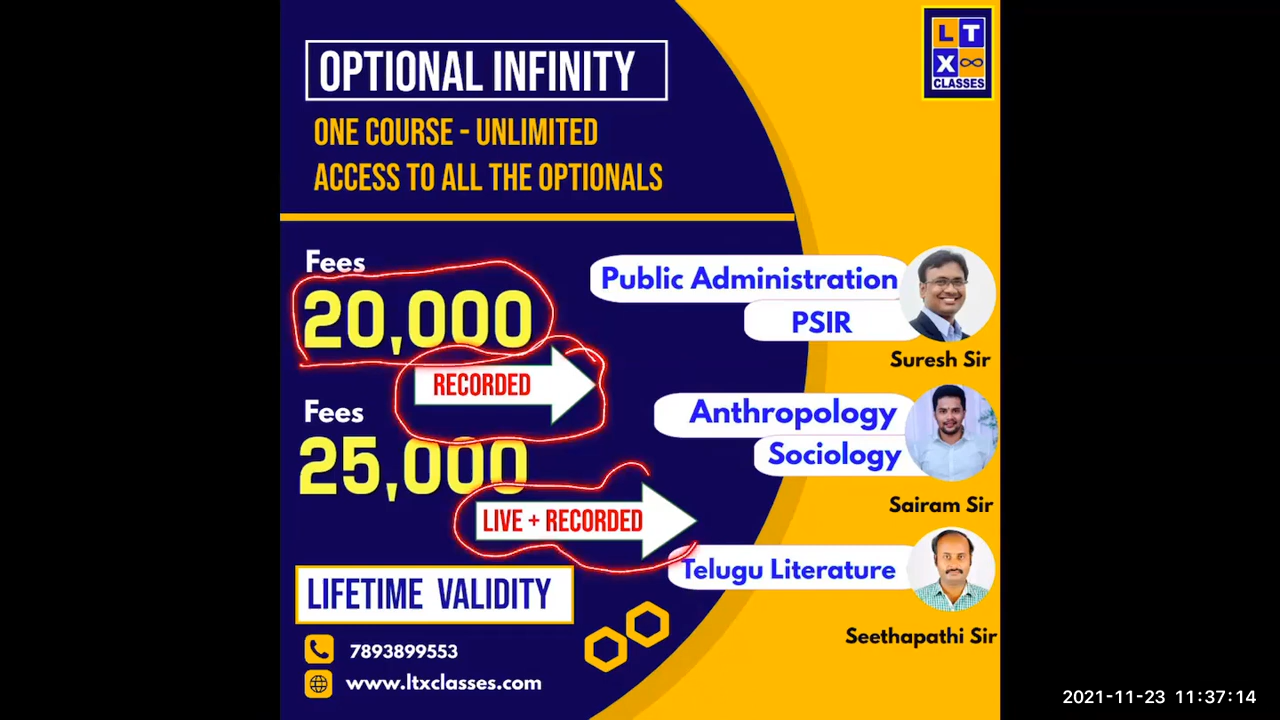 OPTIONAL INFINITY
ONE COURSE - UNLIMITED
ACCESS TO ALL THE OPTIONALS
L T
X ∞
CLASSES
Fees
20,000
RECORDED
Fees
25,000
LIVE + RECORDED
LIFETIME VALIDITY
7893899553
www.ltxclasses.com
Public Administration
PSIR
Suresh Sir
Anthropology
Sociology
Sairam Sir
Telugu Literature
Seethapathi Sir
2021-11-23 11:37:14